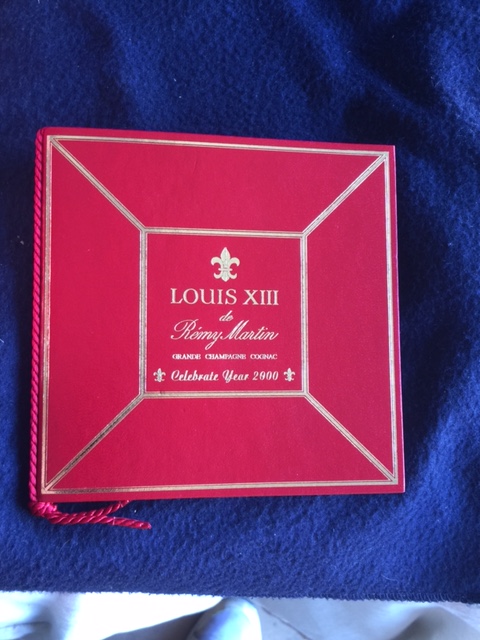 LOUIS XIII
de
Rémy Martin
GRANDE CHAMPAGNE COGNAC
Celebrate Year 2000